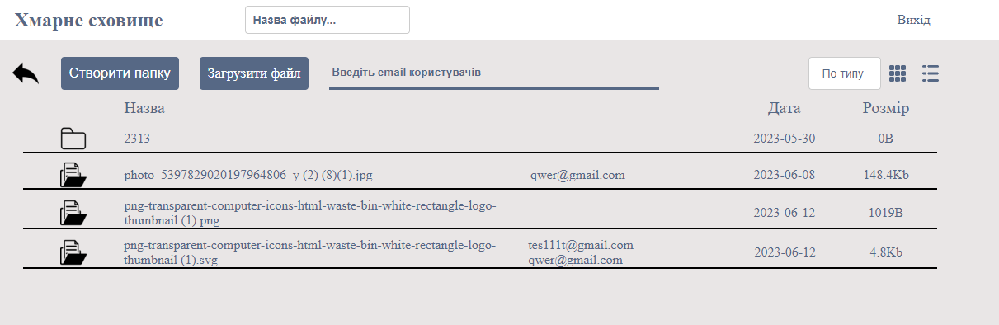 Хмарне сховище
Назва файлу...
Вихід
Створити папку
Загрузити файл
Введіть email користувачів
По типу
Назва Дата Розмір
2313 2023-05-30 0B
photo_5397829020197964806_y (2) (8)(1).jpg qwer@gmail.com 2023-06-08 148.4Kb
png-transparent-computer-icons-html-waste-bin-white-rectangle-logo-
thumbnail (1).png 2023-06-12 1019B
png-transparent-computer-icons-html-waste-bin-white-rectangle-logo-
thumbnail (1).svg
tes111t@gmail.com
qwer@gmail.com
2023-06-12 4.8Kb